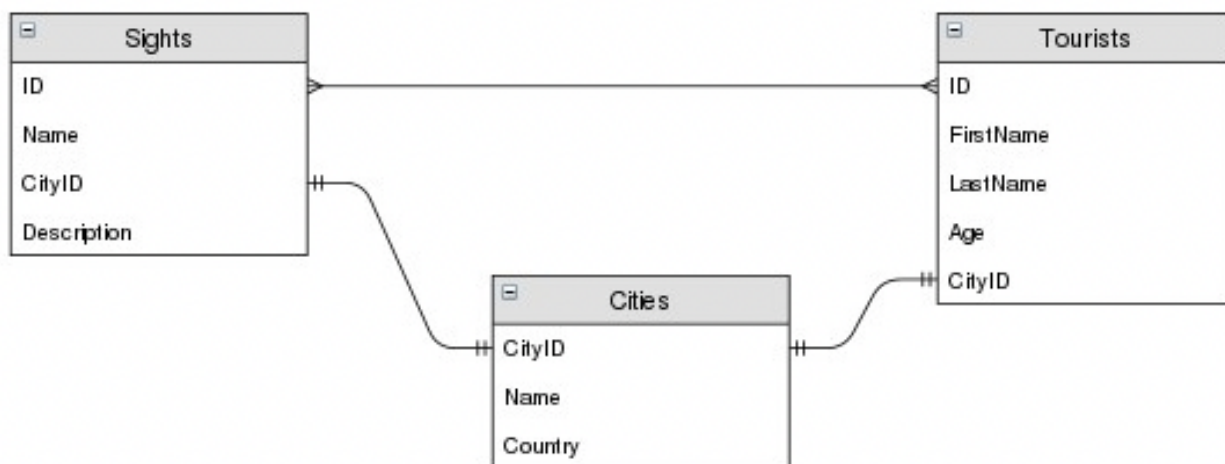 Sights
ID
Name
CityID
Description
Tourists
ID
FirstName
LastName
Age
CityID
Cities
CityID
Name
Country